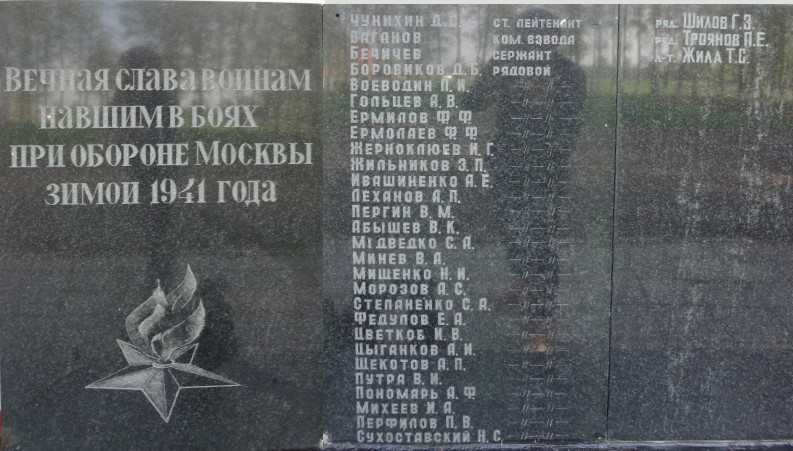 ВЕЧНАЯ СЛАВА ВОИНАМ
ПАВШИМ В БОЯХ
ПРИ ОБОРОНЕ МОСКВЫ
ЗИМОЙ 1941 ГОДА
ЧУНИХИН Д.С. СТ. ЛЕЙТЕНАНТ
ВАГАНОВ КОМ. ВЗВОДА
БЕЧИЧЕВ СЕРЖАНТ
БОРОВИКОВ Д.Б. РЯДОВОЙ
ВОЕВОДИН П.И. —//—//—
ГОЛЬЦЕВ А.В. —//—//—
ЕРМИЛОВ Ф.Ф. —//—//—
ЕРМОЛАЕВ Ф.Ф. —//—//—
ЖЕРНОКЛЮЕВ И.Г. —//—//—
ЖИЛЬНИКОВ З.П. —//—//—
ИВАШИНЕНКО А.Е. —//—//—
ЛЕХАНОВ А.П. —//—//—
ПЕРГИН В.М. —//—//—
АБЫШЕВ В.К. —//—//—
МЕДВЕДКО С.А. —//—//—
МИНЕВ В.А. —//—//—
МИЩЕНКО Н.И. —//—//—
МОРОЗОВ А.С. —//—//—
СТЕПАНЕНКО С.А. —//—//—
ФЕДУЛОВ Е.А. —//—//—
ЦВЕТКОВ И.В. —//—//—
ЦЫГАНКОВ А.И. —//—//—
ЩЕКОТОВ А.П. —//—//—
ПУТРА В.И. —//—//—
ПОНОМАРЬ А.Ф. —//—//—
МИХЕЕВ И.А. —//—//—
ПЕРФИЛОВ П.В. —//—//—
СУХОСТАВСКИЙ Н.С. —//—//—
РЯД. ШИЛОВ Г.З.
РЯД. ТРОЯНОВ П.Е.
Л-Т. ЖИЛА Т.С.